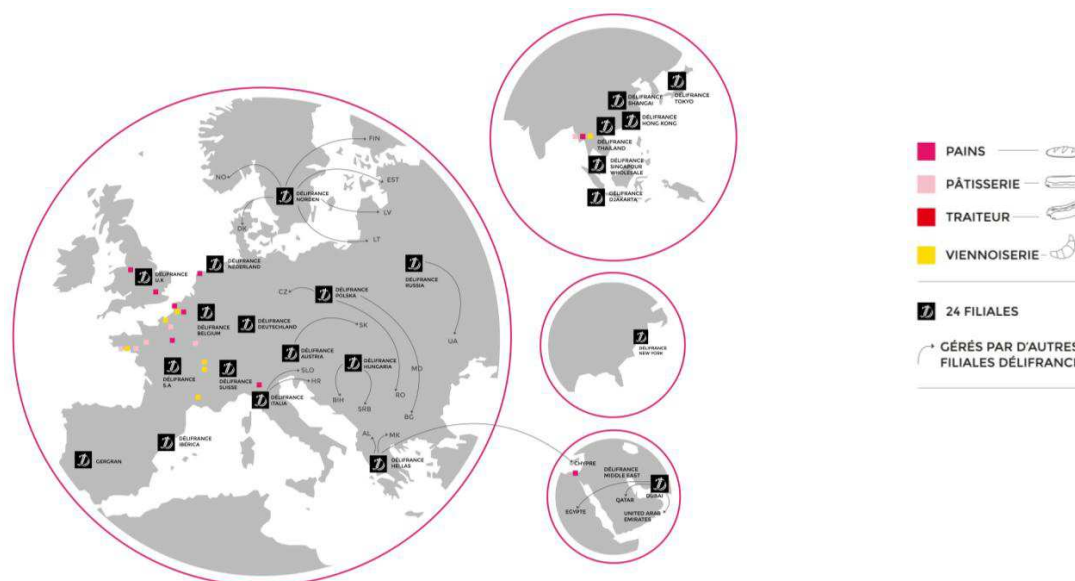 FIN
NO
EST
DÉLIFRANCE
NORDEN
LV
DK
LT
DÉLIFRANCE
NEDERLAND
DÉLIFRANCE
U.K
DÉLIFRANCE
RUSSIA
CZ
DÉLIFRANCE
POLSKA
DÉLIFRANCE
BELGIUM
DÉLIFRANCE
DEUTSCHLAND
SK
UA
DÉLIFRANCE
AUSTRIA
DÉLIFRANCE
HUNGARIA
MD
DÉLIFRANCE
S.A
DÉLIFRANCE
SUISSE
SLO
HR
DÉLIFRANCE
ITALIA
BIH
SRB
RO
BG
DÉLIFRANCE
IBÉRICA
AL
MK
GERGRAN
DÉLIFRANCE
HELLAS
DÉLIFRANCE
SHANGAI
DÉLIFRANCE
TOKYO
DÉLIFRANCE
HONG KONG
DÉLIFRANCE
THAÏLAND
DÉLIFRANCE
SINGAPOUR
WHOLESALE
DÉLIFRANCE
DJAKARTA
DÉLIFRANCE
NEW YORK
CHYPRE
DÉLIFRANCE
MIDDLE EAST
DUBAI
QATAR
EGYPTE
UNITED ARAB
EMIRATES
PAINS
PÂTISSERIE
TRAITEUR
VIENNOISERIE
24 FILIALES
GÉRÉS PAR D'AUTRES
FILIALES DÉLIFRANCE